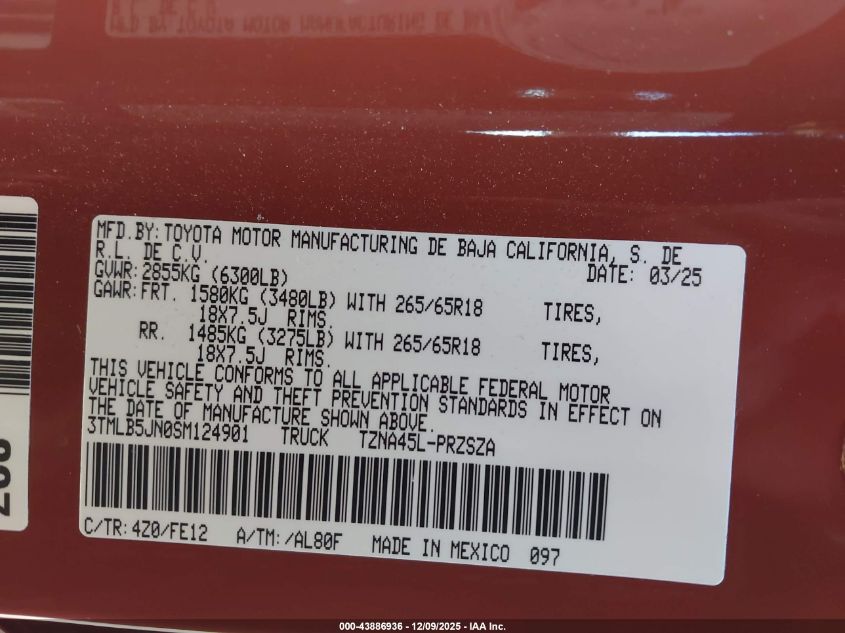 MFD.BY:TOYOTA MOTOR MANUFACTURING DE BAJA CALIFORNIA, S. DE
R.L. DE C.V.
DATE: 03/25
GVWR:2855KG (6300LB)
GAWR:FRT. 1580KG (3480LB) WITH 265/65R18 TIRES,
18X7.5J RIMS.
RR. 1485KG (3275LB) WITH 265/65R18 TIRES,
18X7.5J RIMS.
THIS VEHICLE CONFORMS TO ALL APPLICABLE FEDERAL MOTOR
VEHICLE SAFETY AND THEFT PREVENTION STANDARDS IN EFFECT ON
THE DATE OF MANUFACTURE SHOWN ABOVE.
3TMLB5JN0SM124901 TRUCK TZNA45L-PRZSZA
C/TR:4Z0/FE12 A/TM:/AL80F MADE IN MEXICO 097
000-43886936 - 12/09/2025 - IAA Inc.